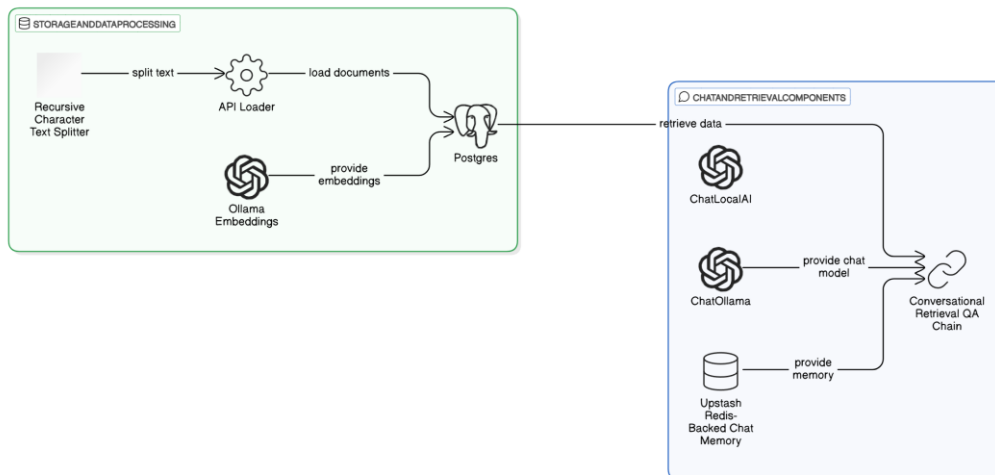 STORAGEANDDATAPROCESSING
split text
load documents
Recursive
Character
Text Splitter
API Loader
Postgres
provide
embeddings
Ollama
Embeddings
CHATANDRETRIEVALCOMPONENTS
retrieve data
ChatLocalAI
provide chat
model
ChatOllama
Conversational
Retrieval QA
Chain
provide
memory
Upstash
Redis-
Backed Chat
Memory